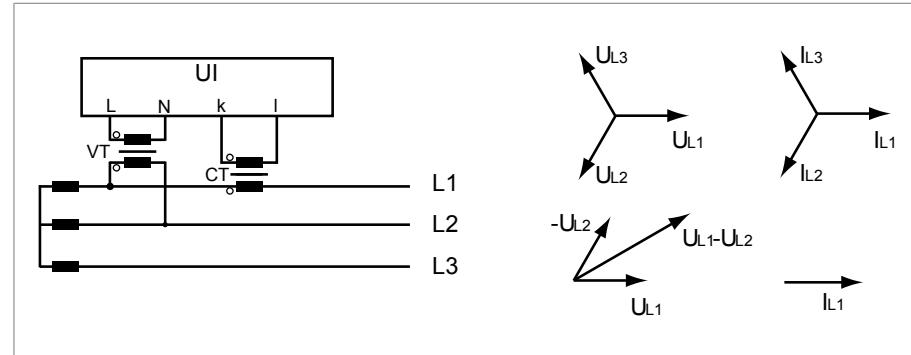 UI
L N k l
VT
CT
L1
L2
L3
UL3
UL1
UL2
IL3
IL1
IL2
-UL2
UL1-UL2
UL1
IL1